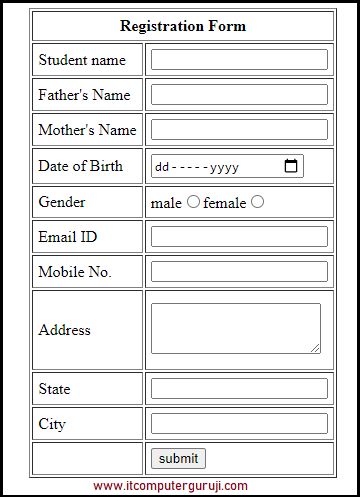 Registration Form
Student name
Father's Name
Mother's Name
Date of Birth dd-----yyyy
Gender male female
Email ID
Mobile No.
Address
State
City
submit
www.itcomputerguruji.com